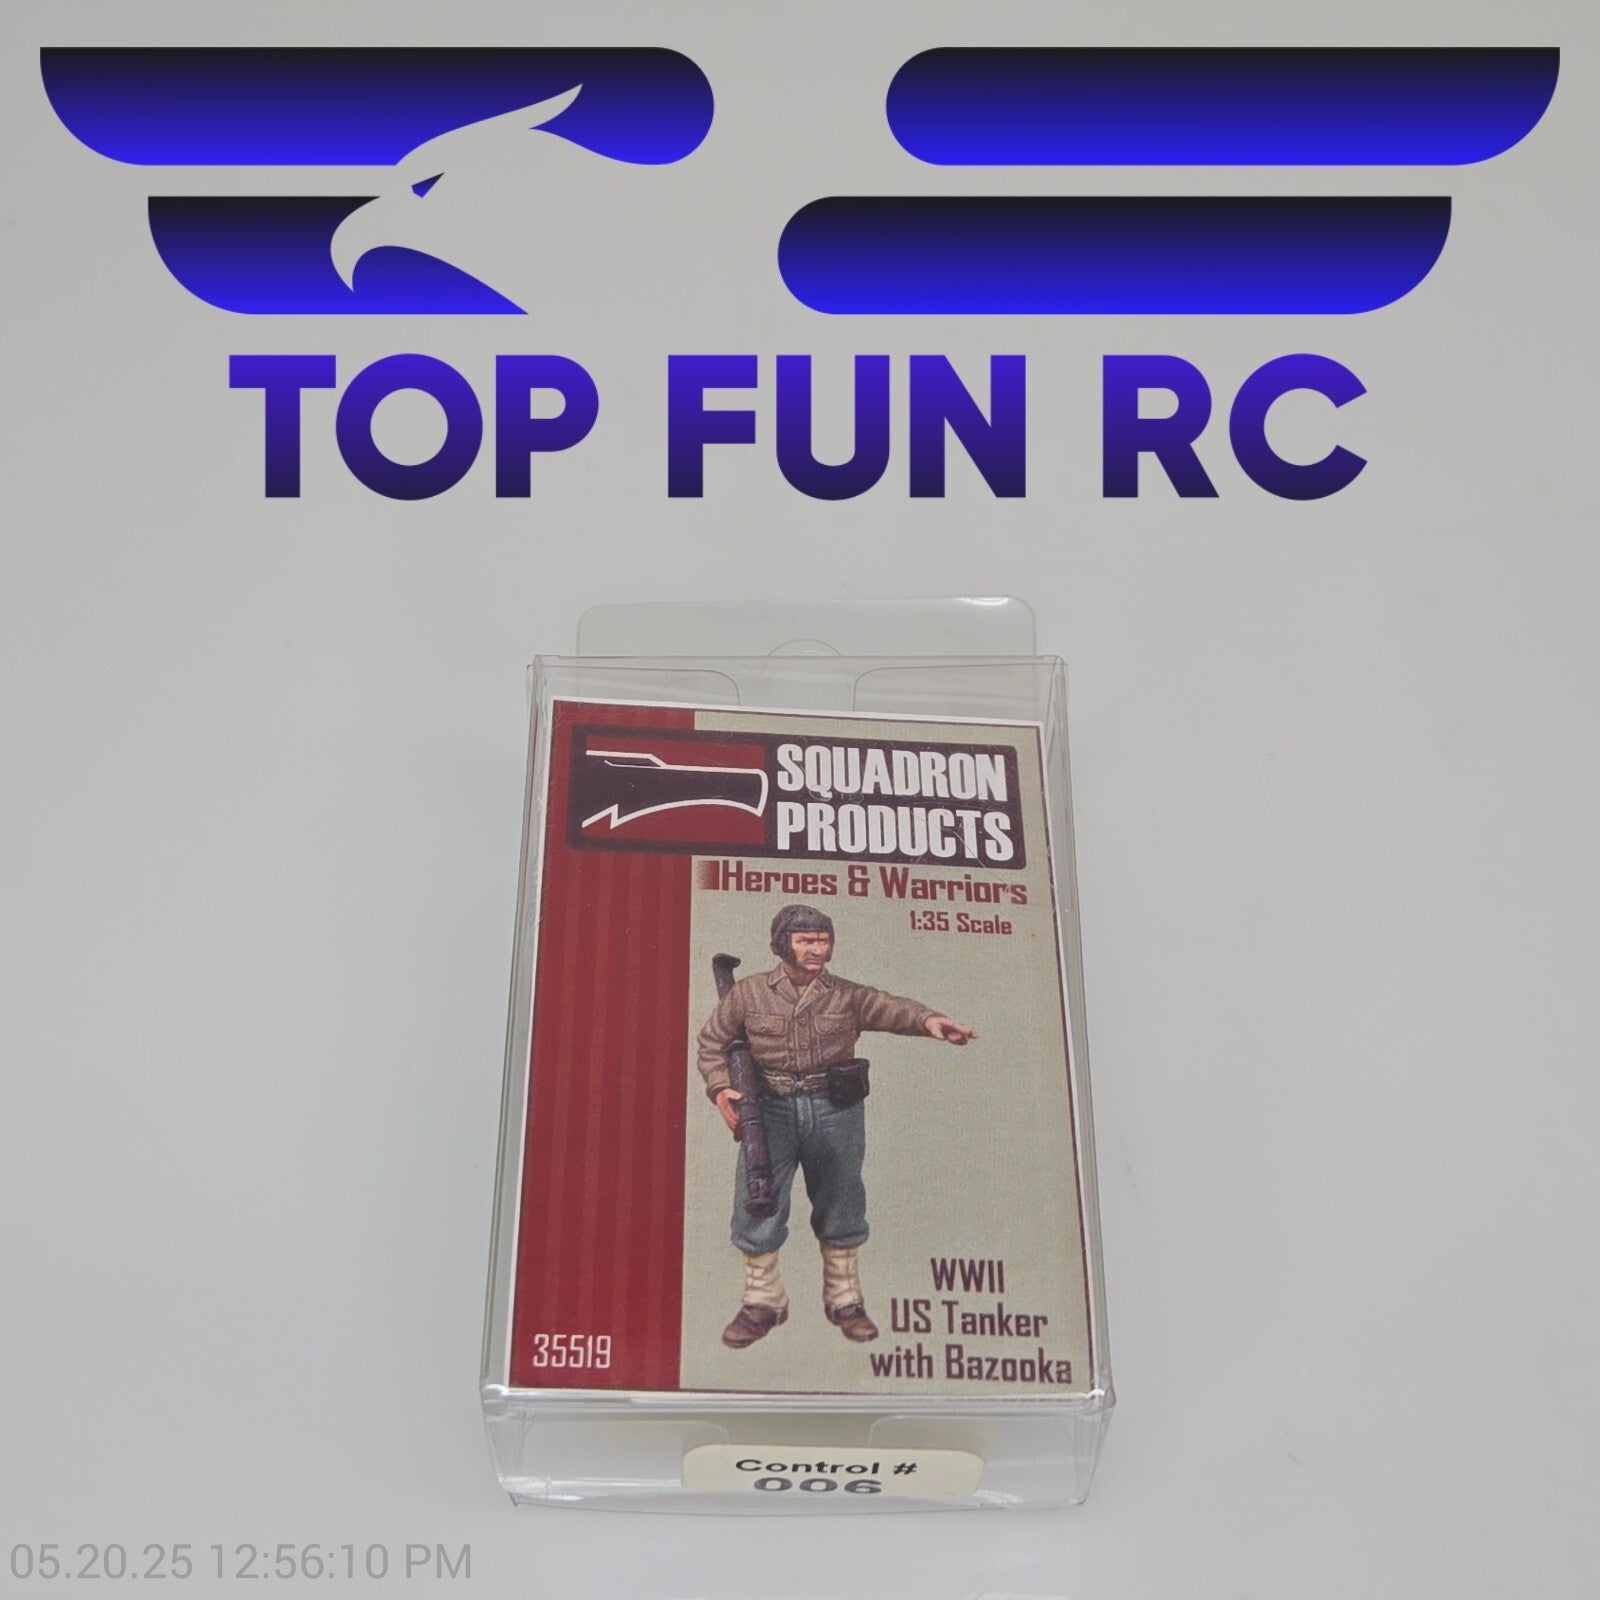 TOP FUN RC
SQUADRON
PRODUCTS
Heroes & Warriors
1:35 Scale
WWII
US Tanker
with Bazooka
35519
Control #
006
05.20.25 12:56:10 PM